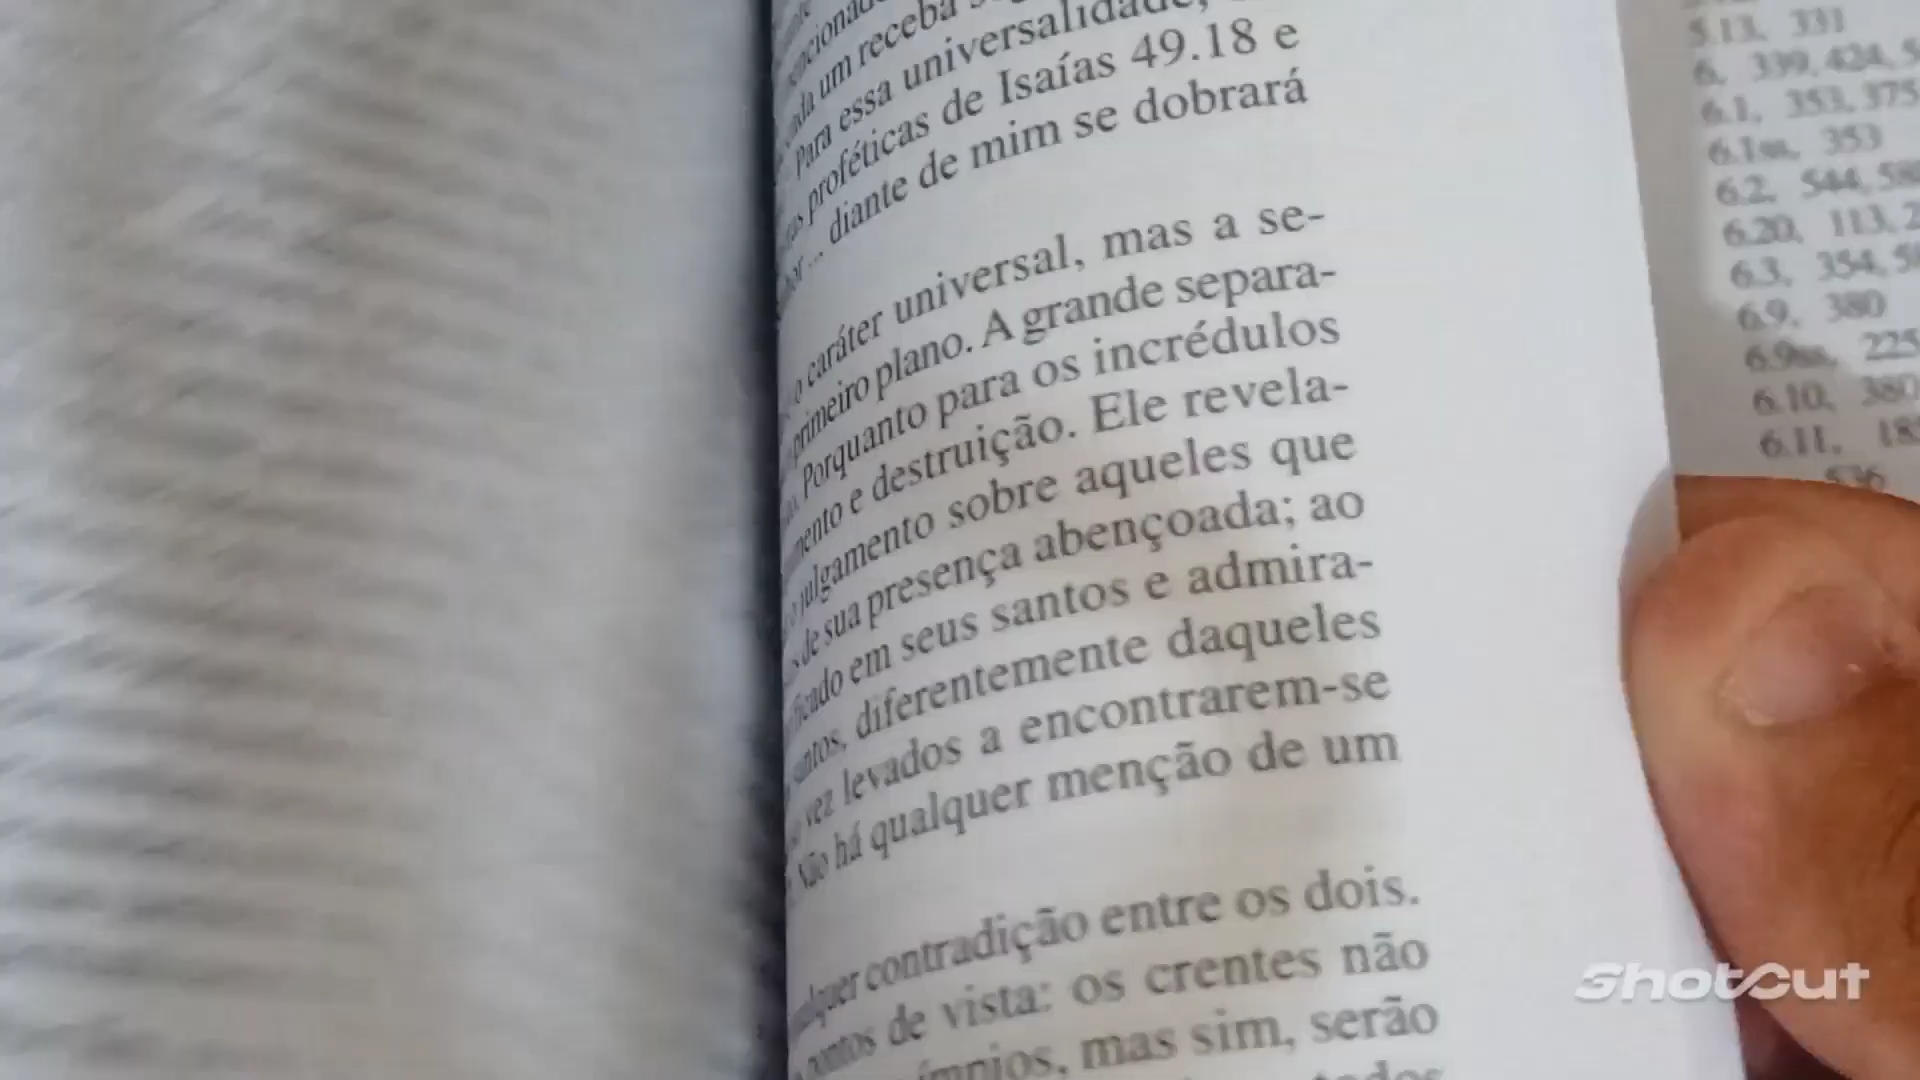 um receba
Para essa universalidade,
proféticas de Isaías 49.18 e
diante de mim se dobrará
o caráter universal, mas a se-
primeiro plano. A grande separa-
Porquanto para os incrédulos
e destruição. Ele revela-
julgamento sobre aqueles que
de sua presença abençoada; ao
em seus santos e admira-
diferentemente daqueles
vez levados a encontrarem-se
Não há qualquer menção de um
contradição entre os dois.
pontos de vista: os crentes não
mas sim, serão
5.13, 331
6, 339, 424,
6.1, 353, 375
6.1ss, 353
6.2, 544,
6.20, 113,
6.3, 354,
6.9, 380
6.9ss, 225
6.10, 380
6.11,
536
Shotcut